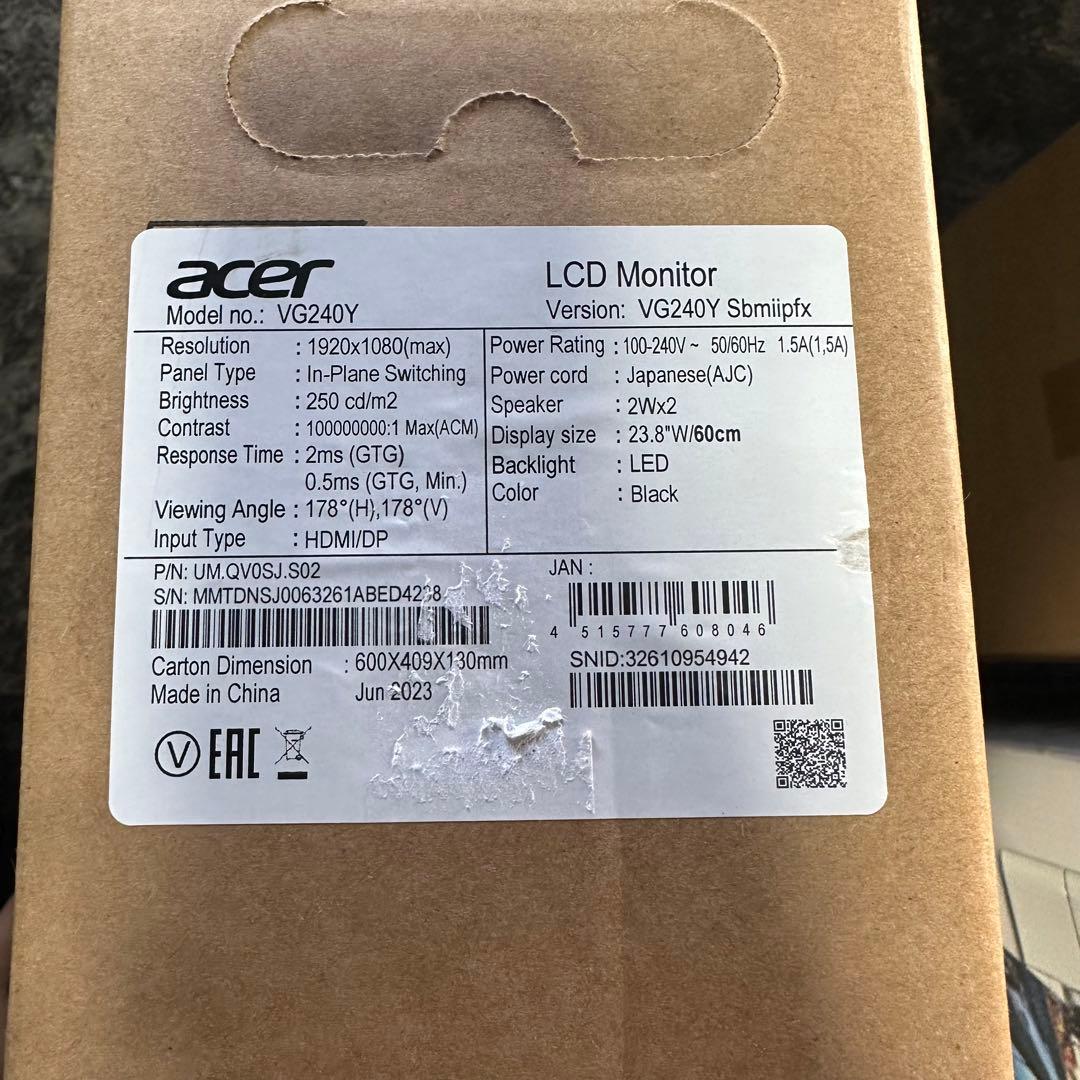 acer
LCD Monitor
Model no.: VG240Y
Version: VG240Y Sbmiipfx
Resolution : 1920x1080(max)
Panel Type : In-Plane Switching
Brightness : 250 cd/m2
Contrast : 100000000:1 Max(ACM)
Response Time : 2ms (GTG)
0.5ms (GTG, Min.)
Viewing Angle : 178°(H),178°(V)
Input Type : HDMI/DP
Power Rating : 100-240V ~ 50/60Hz 1.5A(1,5A)
Power cord : Japanese(AJC)
Speaker : 2Wx2
Display size : 23.8"W/60cm
Backlight : LED
Color : Black
P/N: UM.QV0SJ.S02
S/N:
JAN :
4 515777 608046
Carton Dimension : 600X409X130mm
Made in China Jun 2023
SNID:32610954942
V EAC